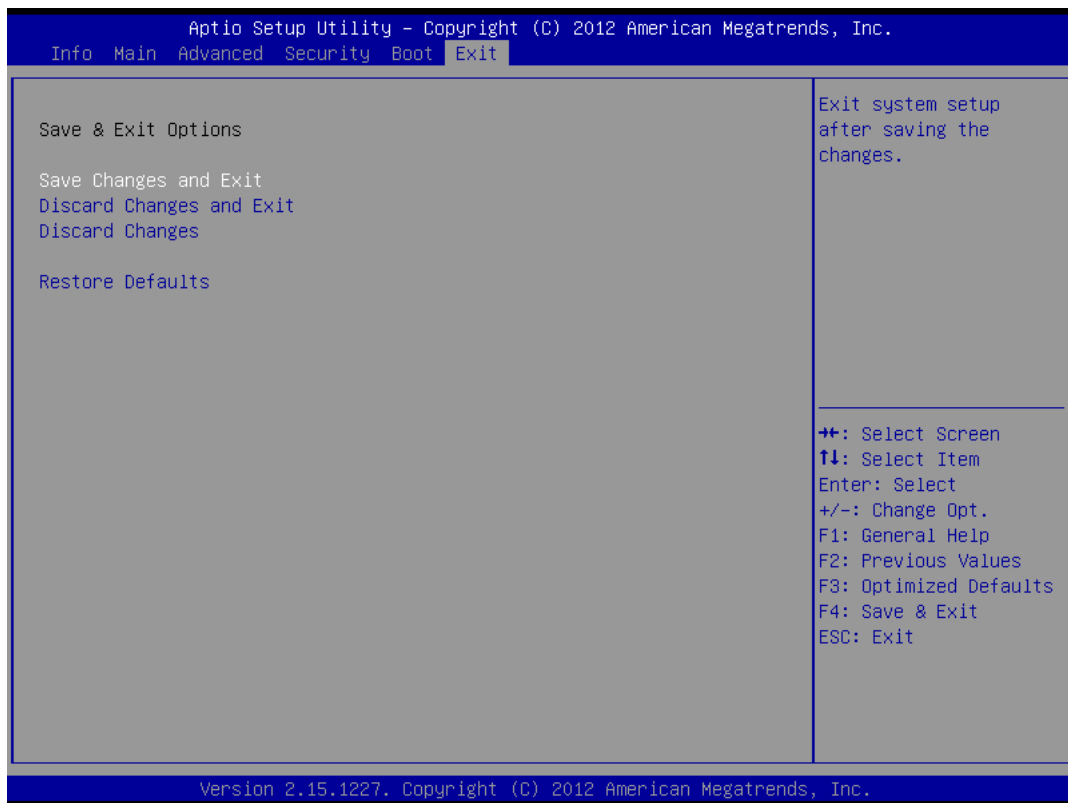 Aptio Setup Utility – Copyright (C) 2012 American Megatrends, Inc.
Info Main Advanced Security Boot Exit
Save & Exit Options
Save Changes and Exit
Discard Changes and Exit
Discard Changes
Restore Defaults
Exit system setup
after saving the
changes.
→←: Select Screen
↑↓: Select Item
Enter: Select
+/-: Change Opt.
F1: General Help
F2: Previous Values
F3: Optimized Defaults
F4: Save & Exit
ESC: Exit
Version 2.15.1227. Copyright (C) 2012 American Megatrends, Inc.